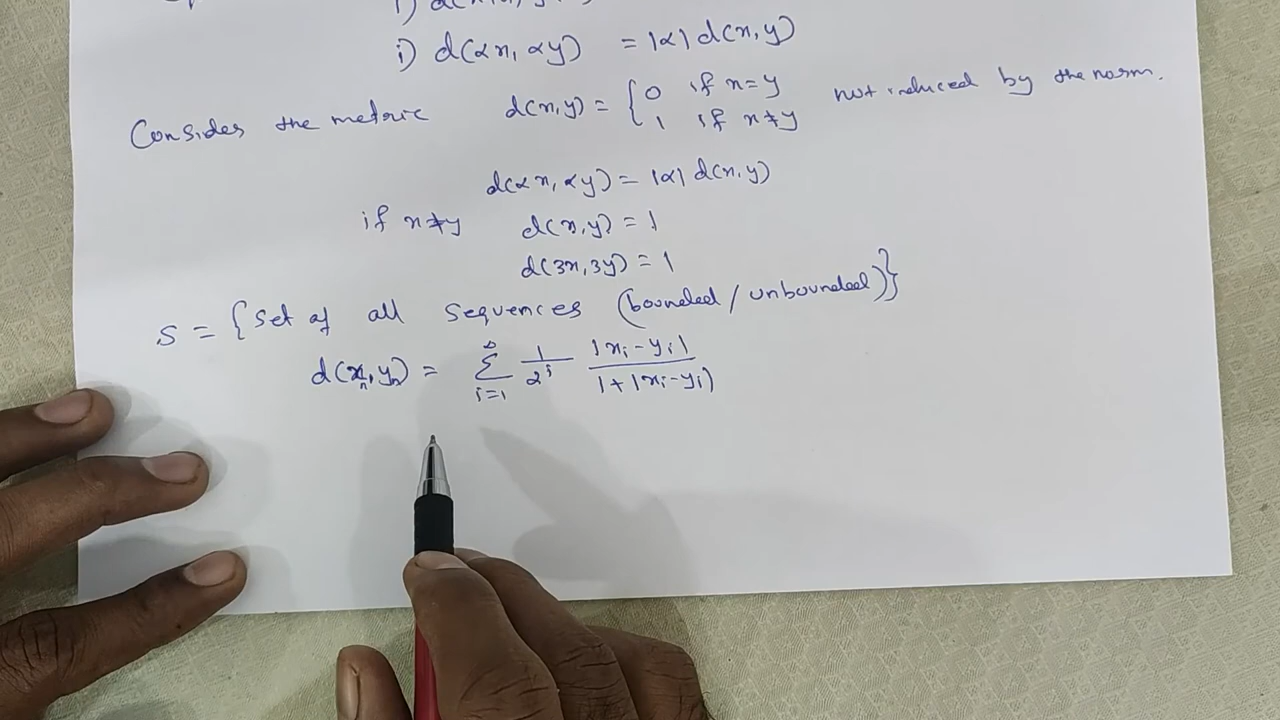 i) d(αx, αy) = |α| d(x, y)
Consider the metric d(x,y) = { 0 if x=y not induced by the norm.
1 if x≠y
d(αx, αy) = |α| d(x,y)
if x≠y d(x,y) = 1
d(3x,3y) = 1
S = {Set of all sequences (bounded / unbounded)}
d(xₙ, yₙ) = ∑_{i=1}^{∞} 1/2^i |xi - yi| / 1+|xi-yi|